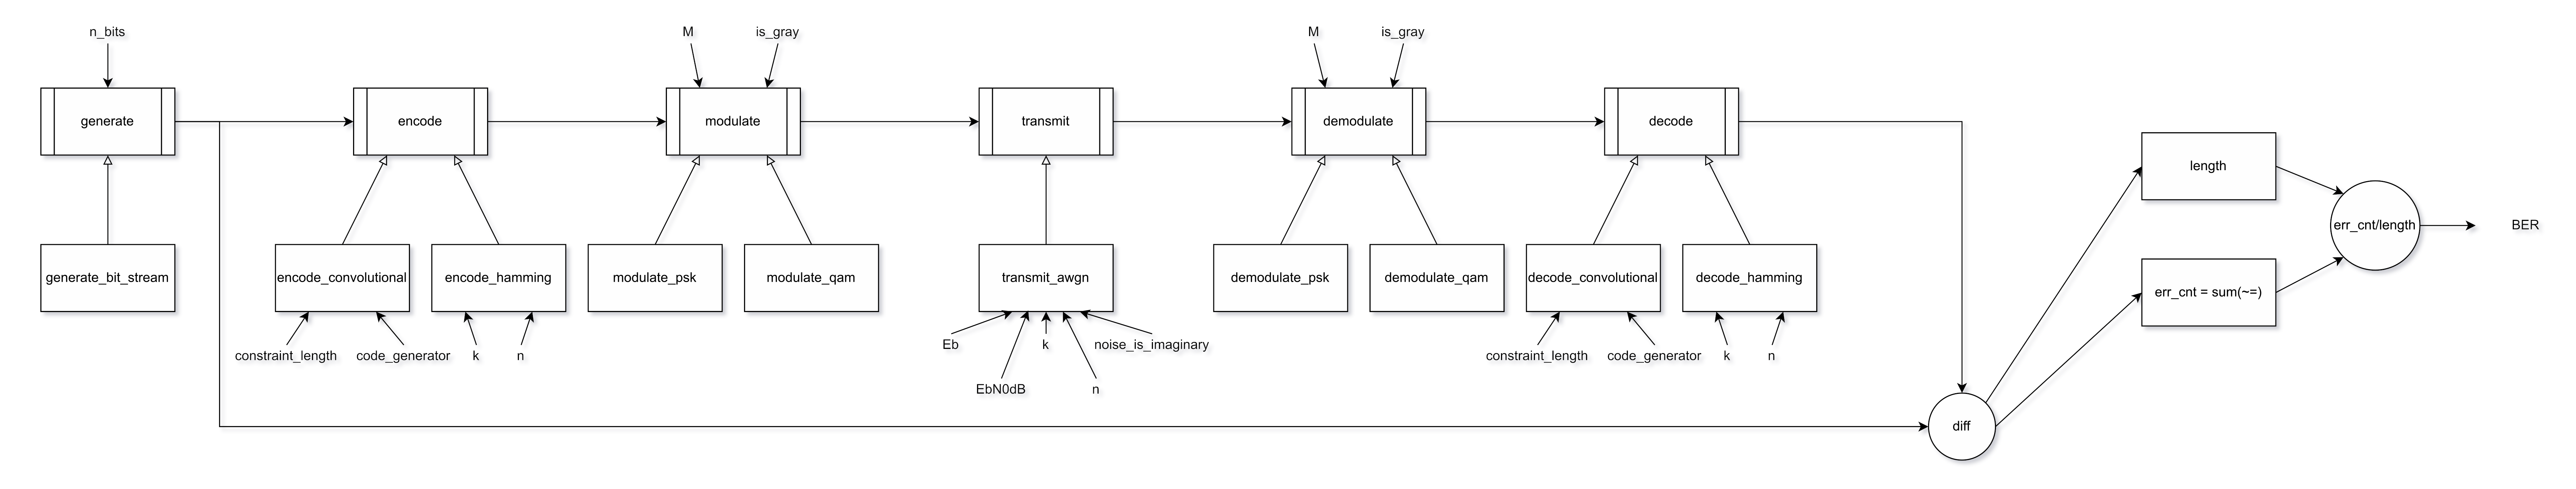 n_bits
M
is_gray
M
is_gray
generate
encode
modulate
transmit
demodulate
decode
length
err_cnt/length
BER
generate_bit_stream
encode_convolutional
encode_hamming
modulate_psk
modulate_qam
transmit_awgn
demodulate_psk
demodulate_qam
decode_convolutional
decode_hamming
err_cnt = sum(~=)
constraint_length
code_generator
k
n
Eb
k
noise_is_imaginary
EbN0dB
n
constraint_length
code_generator
k
n
diff